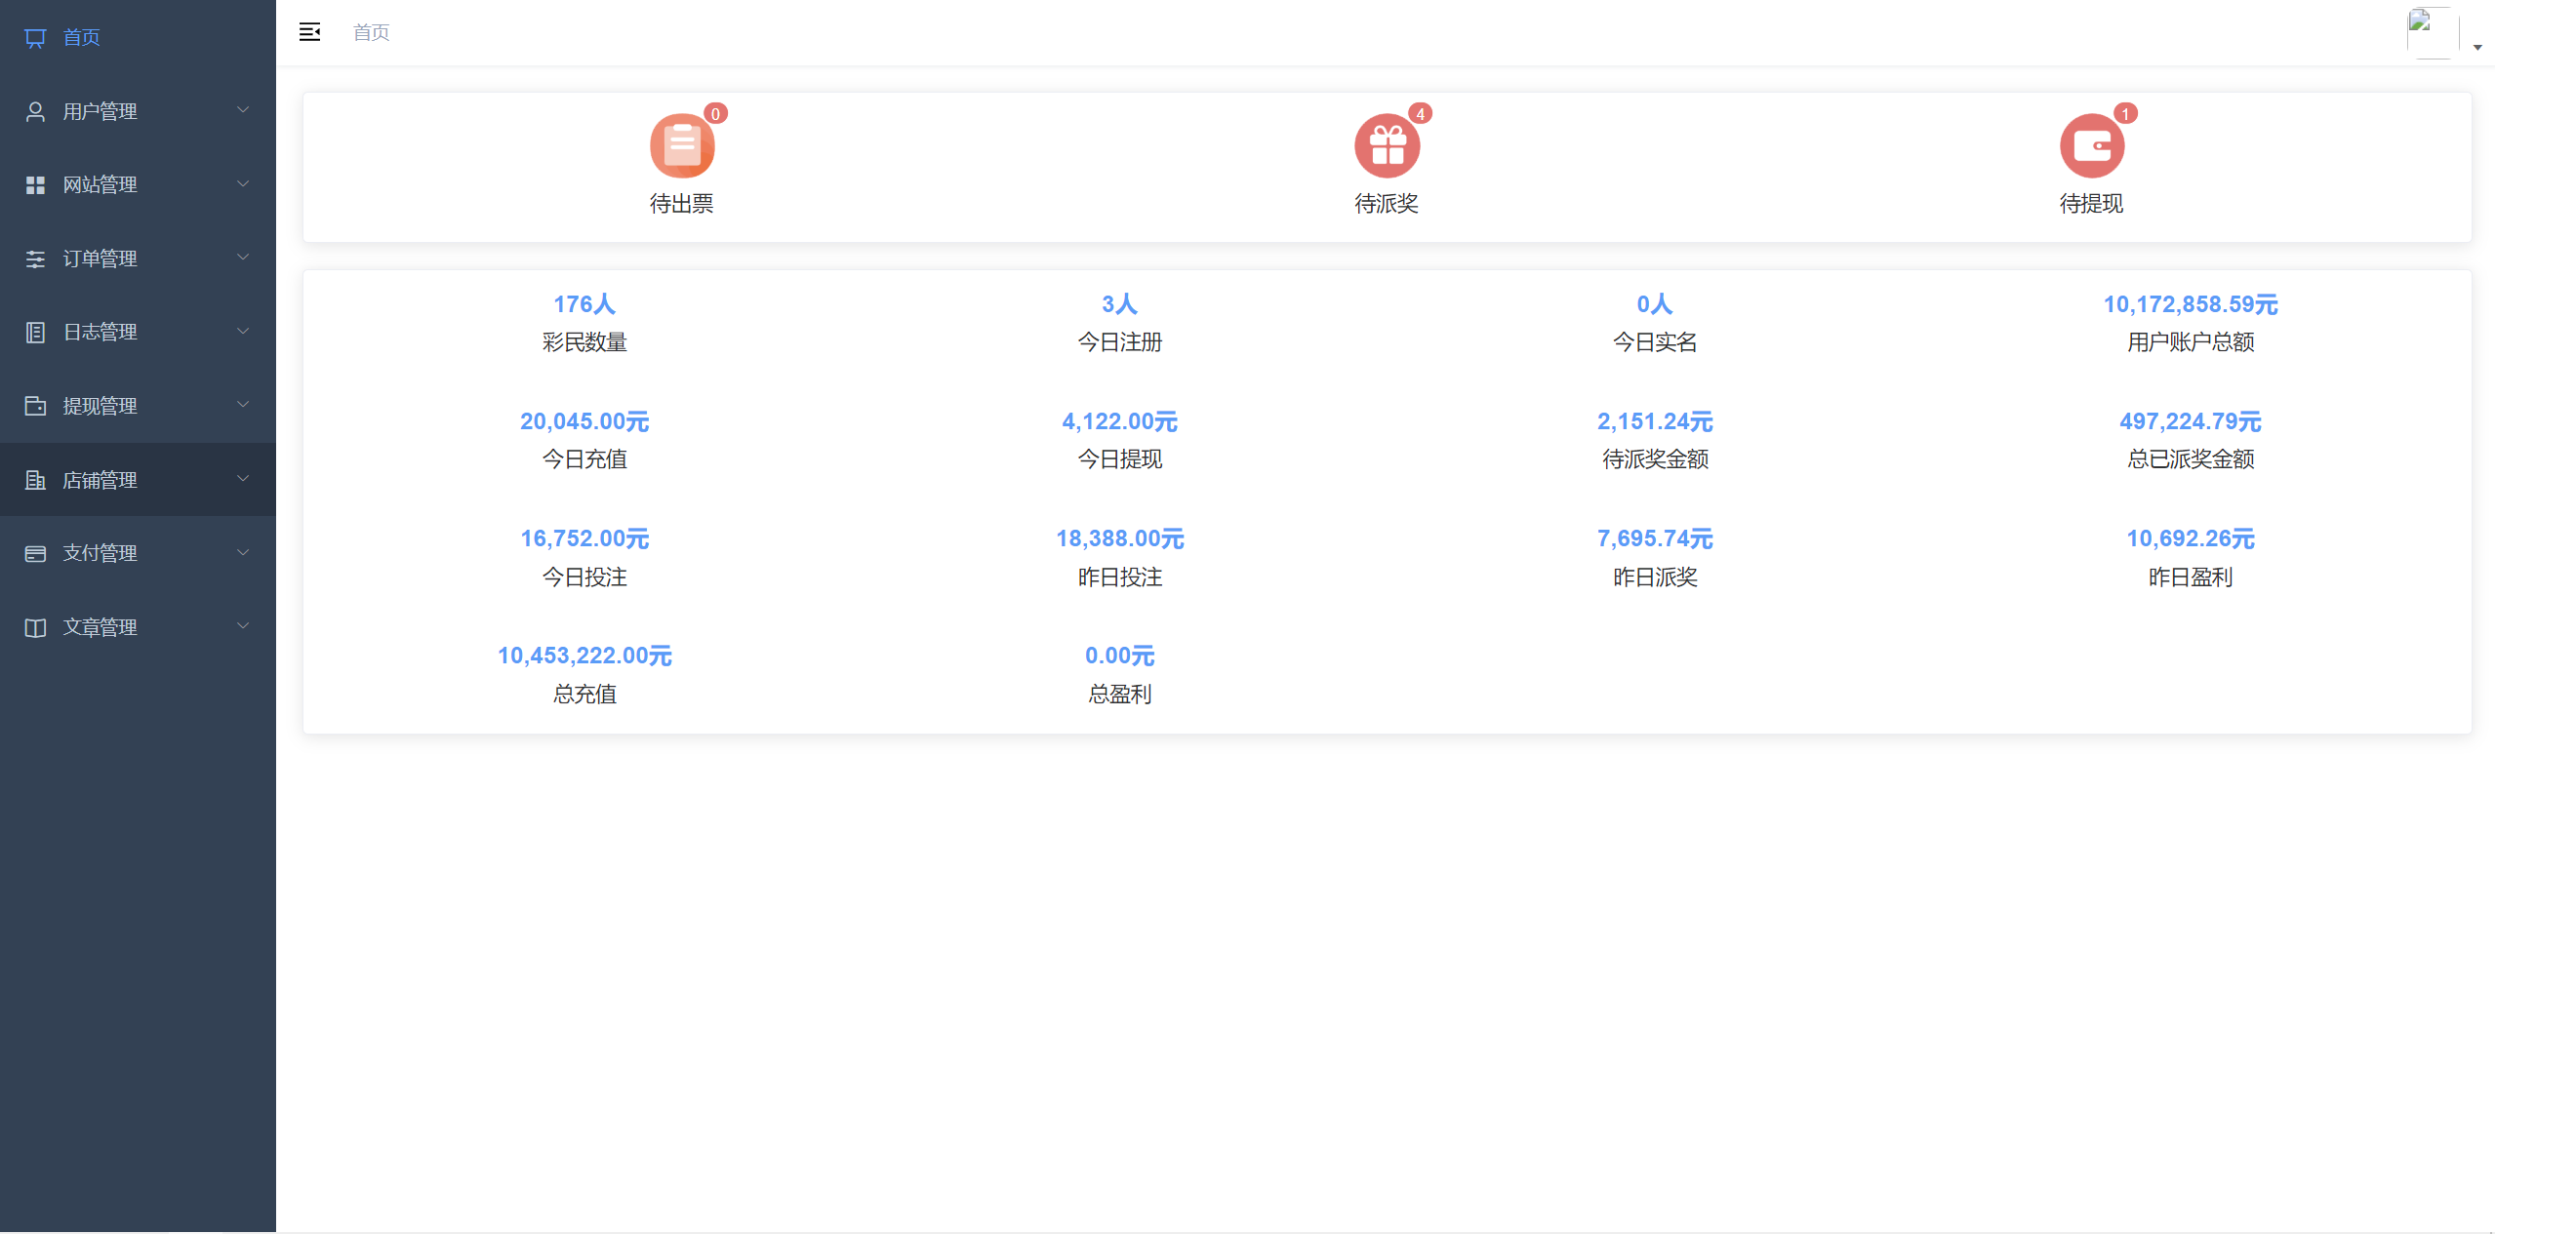 首页
用户管理
网站管理
订单管理
日志管理
提现管理
店铺管理
支付管理
文章管理
首页
0
待出票
4
待派奖
1
待提现
176人
彩民数量
3人
今日注册
0人
今日实名
10,172,858.59元
用户账户总额
20,045.00元
今日充值
4,122.00元
今日提现
2,151.24元
待派奖金额
497,224.79元
总已派奖金额
16,752.00元
今日投注
18,388.00元
昨日投注
7,695.74元
昨日派奖
10,692.26元
昨日盈利
10,453,222.00元
总充值
0.00元
总盈利